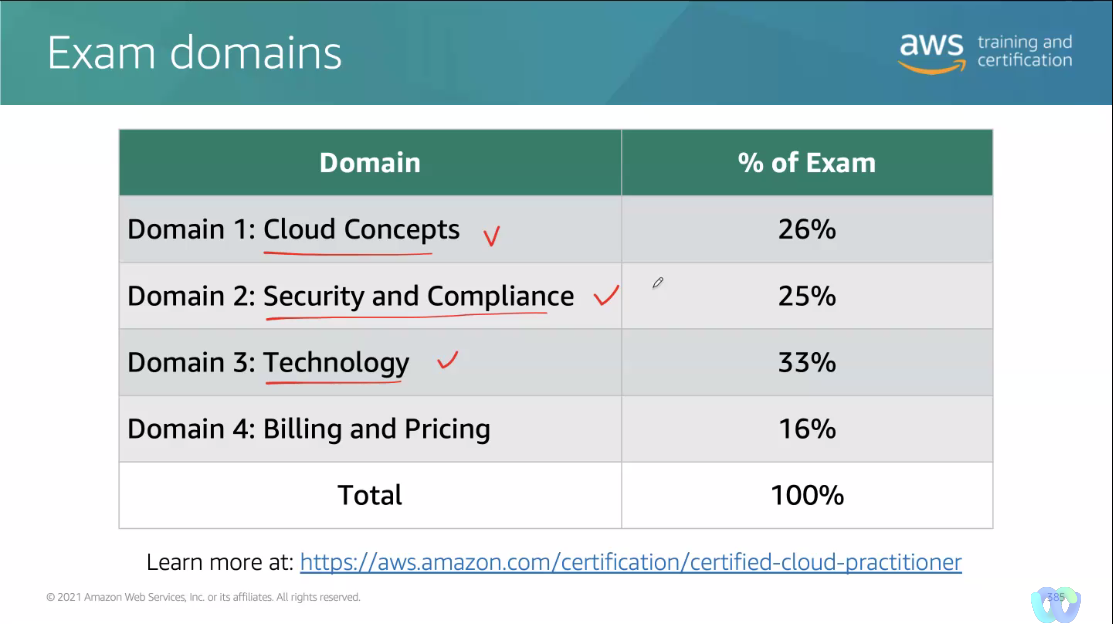 Exam domains
aws training and certification
Domain % of Exam
Domain 1: Cloud Concepts 26%
Domain 2: Security and Compliance 25%
Domain 3: Technology 33%
Domain 4: Billing and Pricing 16%
Total 100%
Learn more at: https://aws.amazon.com/certification/certified-cloud-practitioner
© 2021 Amazon Web Services, Inc. or its affiliates. All rights reserved.
385